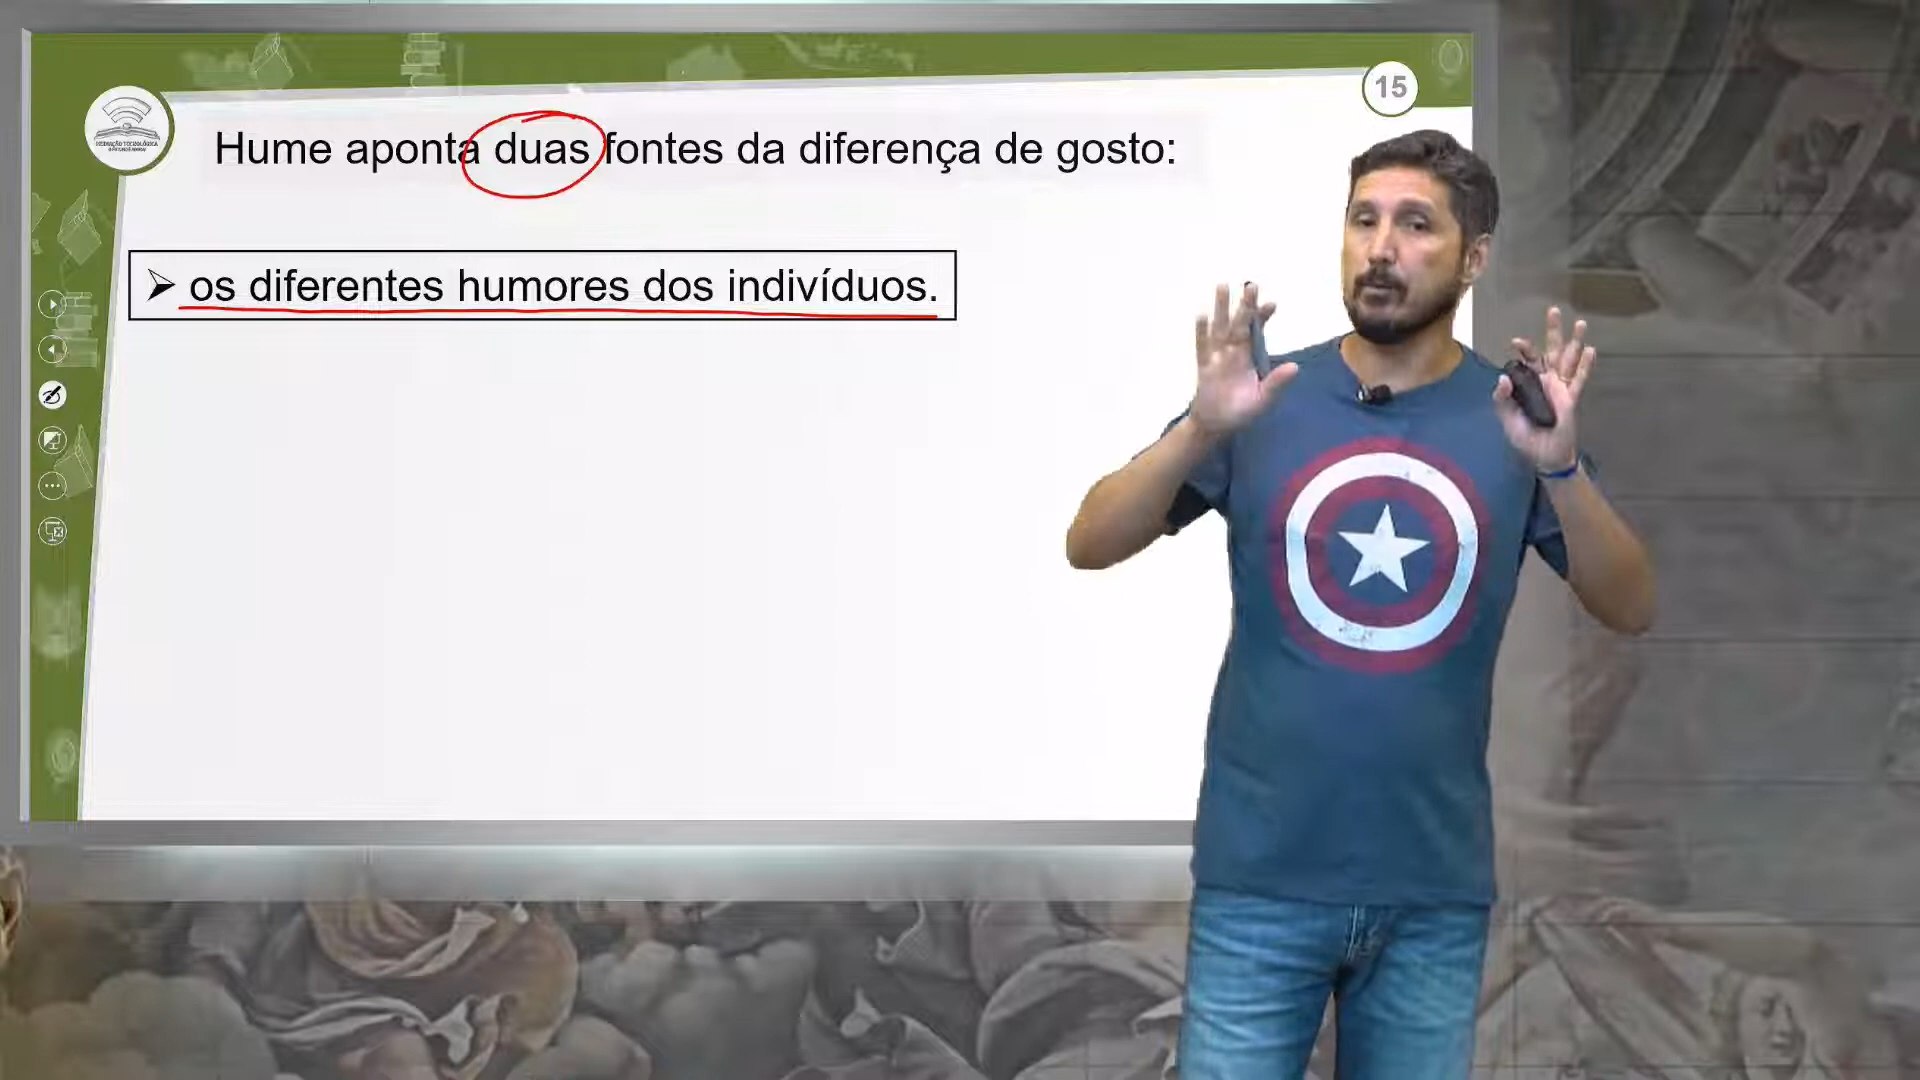 15
Hume aponta duas fontes da diferença de gosto:
os diferentes humores dos indivíduos.